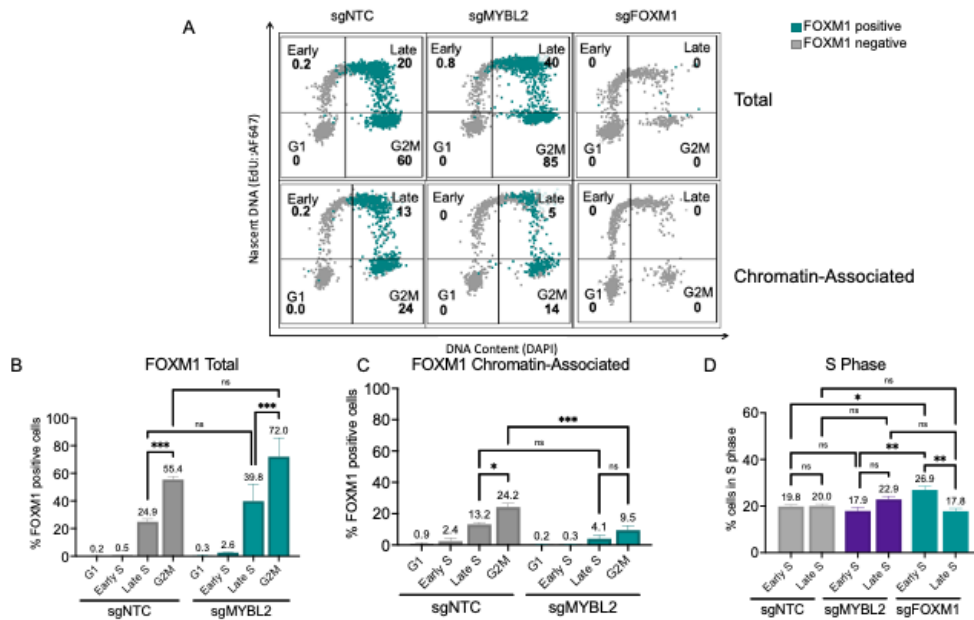 A
sgNTC
sgMYBL2
sgFOXM1
FOXM1 positive
FOXM1 negative
Early
0.2
Late
20
G1
0
G2M
60
Early
0.8
Late
40
G1
0
G2M
85
Early
0
Late
0
G1
0
G2M
0
Total
Early
0.2
Late
13
G1
0.0
G2M
24
Early
0
Late
5
G1
0
G2M
14
Early
0
Late
0
G1
0
G2M
0
Chromatin-Associated
Nascent DNA (EdU::AF647)
DNA Content (DAPI)
B
FOXM1 Total
% FOXM1 positive cells
100
80
60
40
20
0
ns
ns
***
***
0.2
0.5
24.9
55.4
0.3
2.6
39.8
72.0
G1
Early S
Late S
G2M
G1
Early S
Late S
G2M
sgNTC
sgMYBL2
C
FOXM1 Chromatin-Associated
% FOXM1 positive cells
100
80
60
40
20
0
***
ns
*
ns
0.9
2.4
13.2
24.2
0.2
0.3
4.1
9.5
G1
Early S
Late S
G2M
G1
Early S
Late S
G2M
sgNTC
sgMYBL2
D
S Phase
% cells in S phase
60
40
20
0
ns
*
ns
ns
ns
**
ns
ns
**
19.8
20.0
17.9
22.9
26.9
17.8
Early S
Late S
Early S
Late S
Early S
Late S
sgNTC
sgMYBL2
sgFOXM1